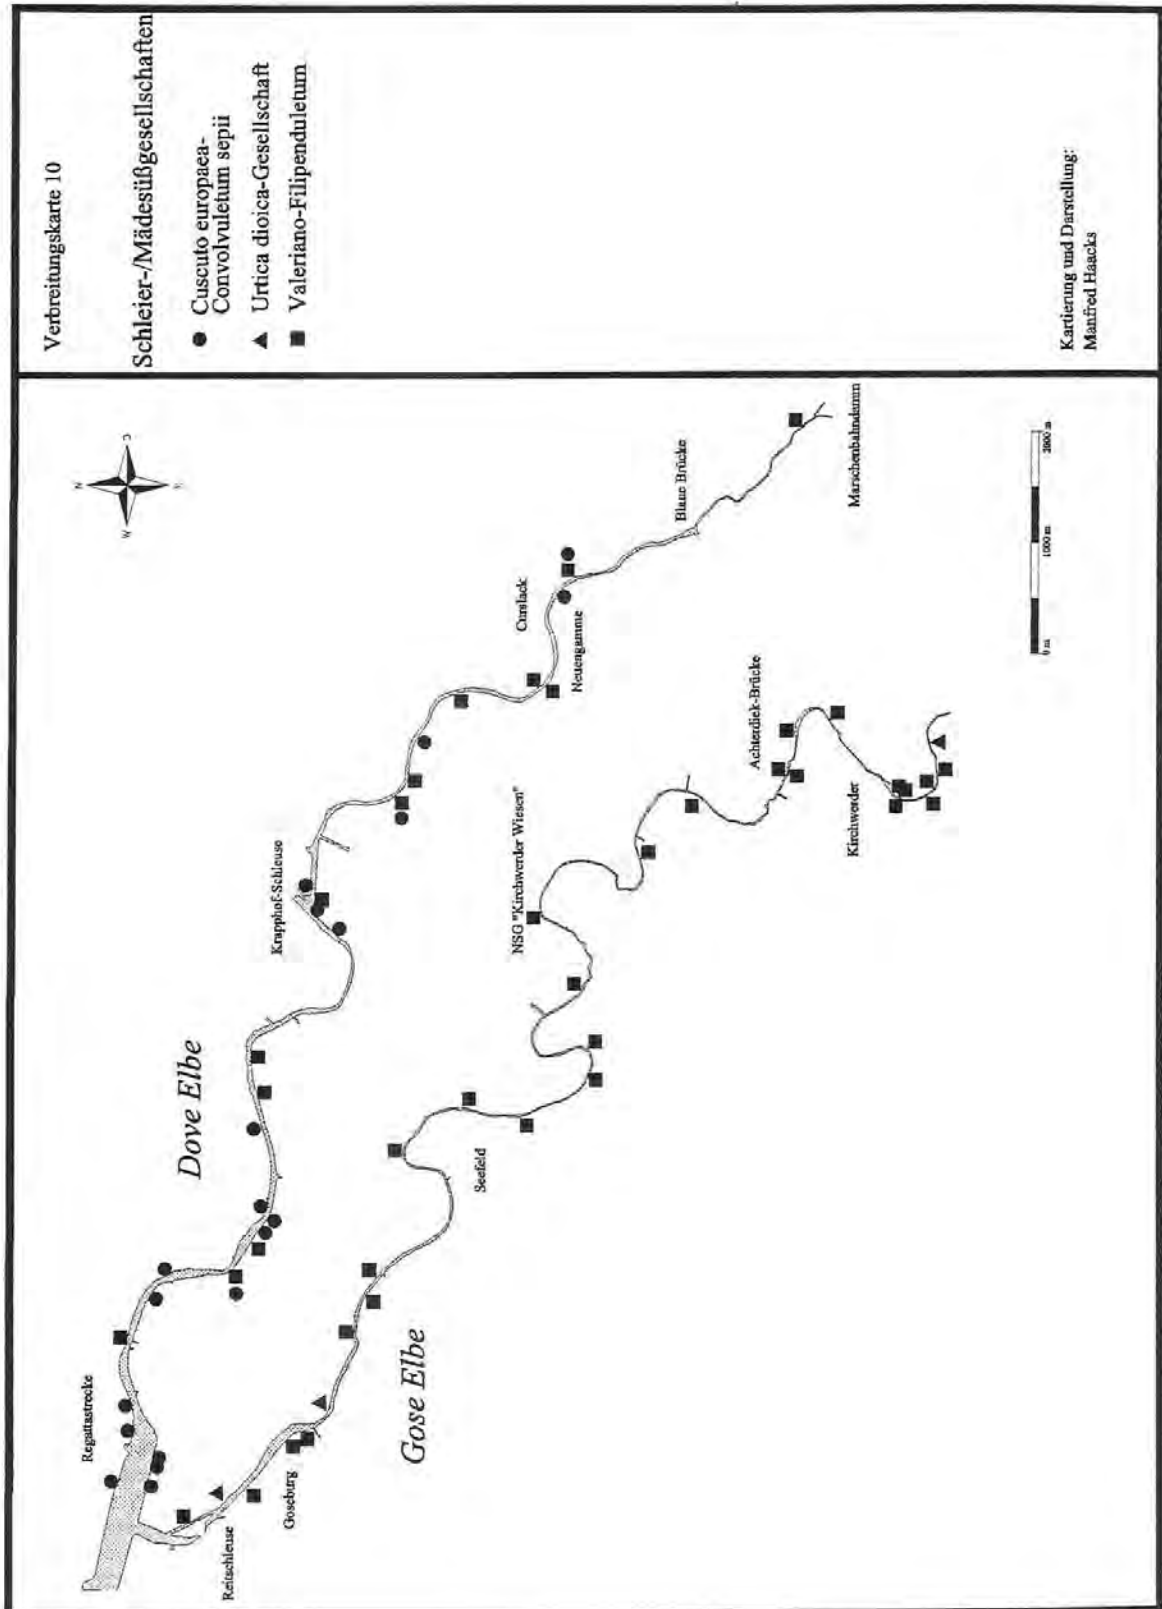 Verbreitungskarte 10
Schleier-/Mädesüßgesellschaften
Cuscuto europaea-
Convolvuletum sepii
Urtica dioica-Gesellschaft
Valeriano-Filipenduletum
Kartierung und Darstellung:
Manfred Haacks
N
W
O
S
Regattastrecke
Dove Elbe
Krapphof-Schleuse
Curslack
Neuengamme
Blaue Brücke
Marschenbahndamm
Reitschleuse
Goseburg
Gose Elbe
Seefeld
NSG "Kirchwerder Wiesen"
Achterdiek-Brücke
Kirchwerder
0 m
1000 m